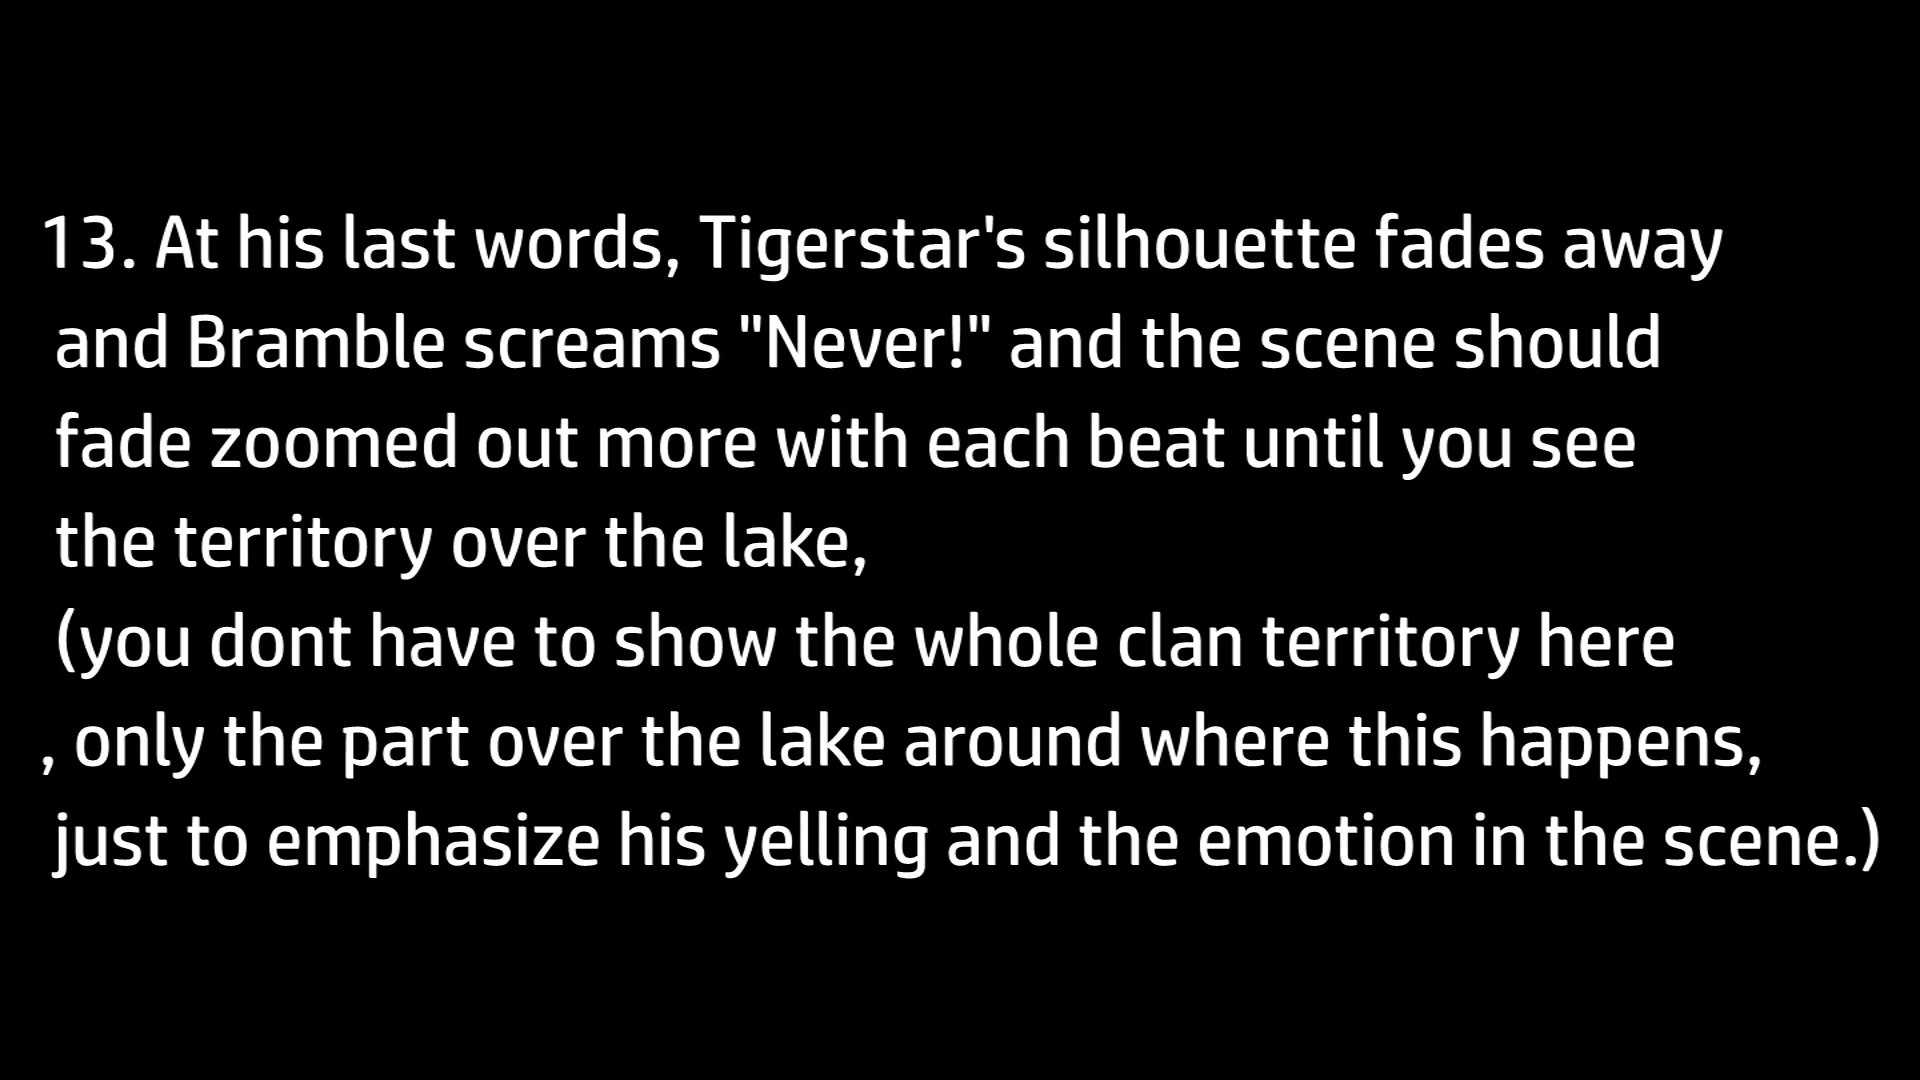 13. At his last words, Tigerstar's silhouette fades away
and Bramble screams "Never!" and the scene should
fade zoomed out more with each beat until you see
the territory over the lake,
(you dont have to show the whole clan territory here
, only the part over the lake around where this happens,
just to emphasize his yelling and the emotion in the scene.)